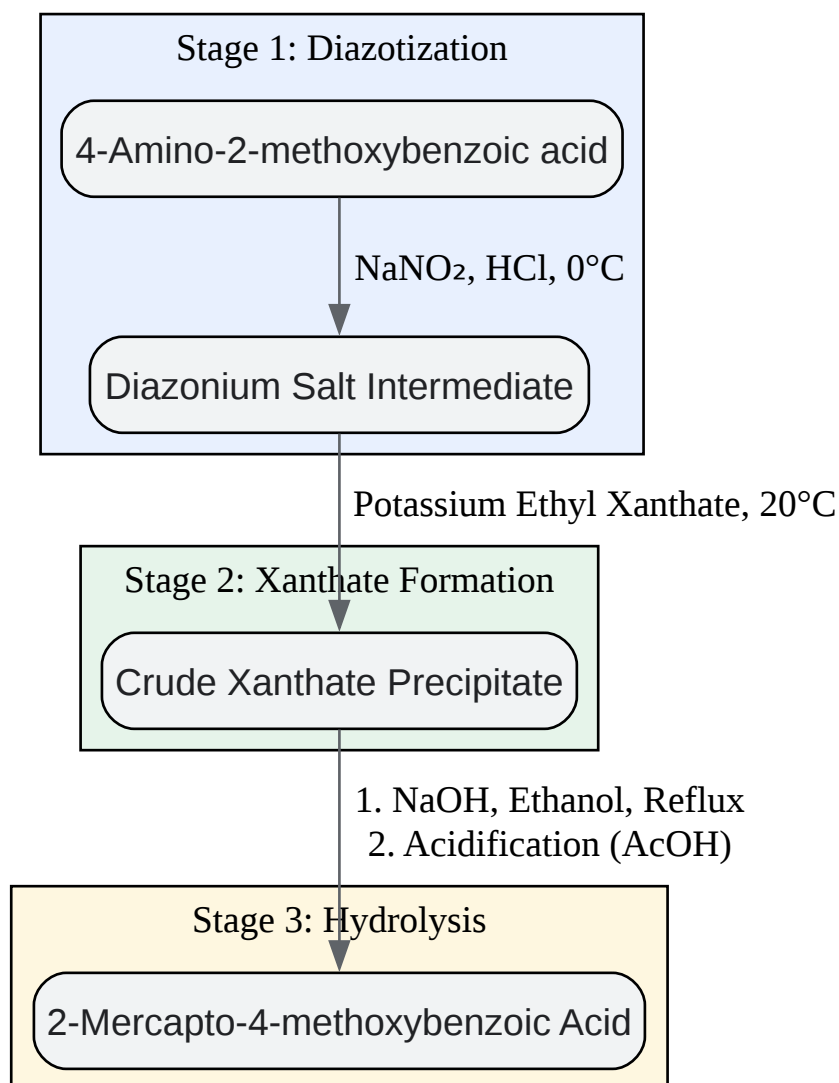 Stage 1: Diazotization
4-Amino-2-methoxybenzoic acid
NaNO₂, HCl, 0°C
Diazonium Salt Intermediate
Potassium Ethyl Xanthate, 20°C
Stage 2: Xanthate Formation
Crude Xanthate Precipitate
1. NaOH, Ethanol, Reflux
2. Acidification (AcOH)
Stage 3: Hydrolysis
2-Mercapto-4-methoxybenzoic Acid